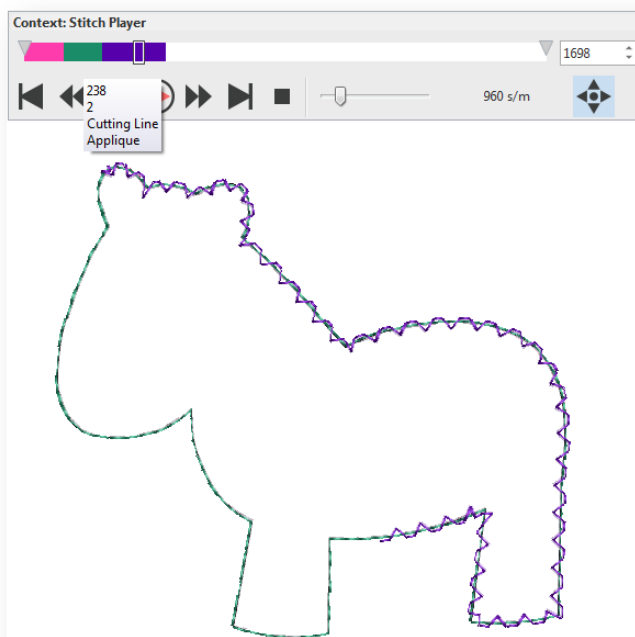 Context: Stitch Player
1698
960 s/m
238
2
Cutting Line
Applique